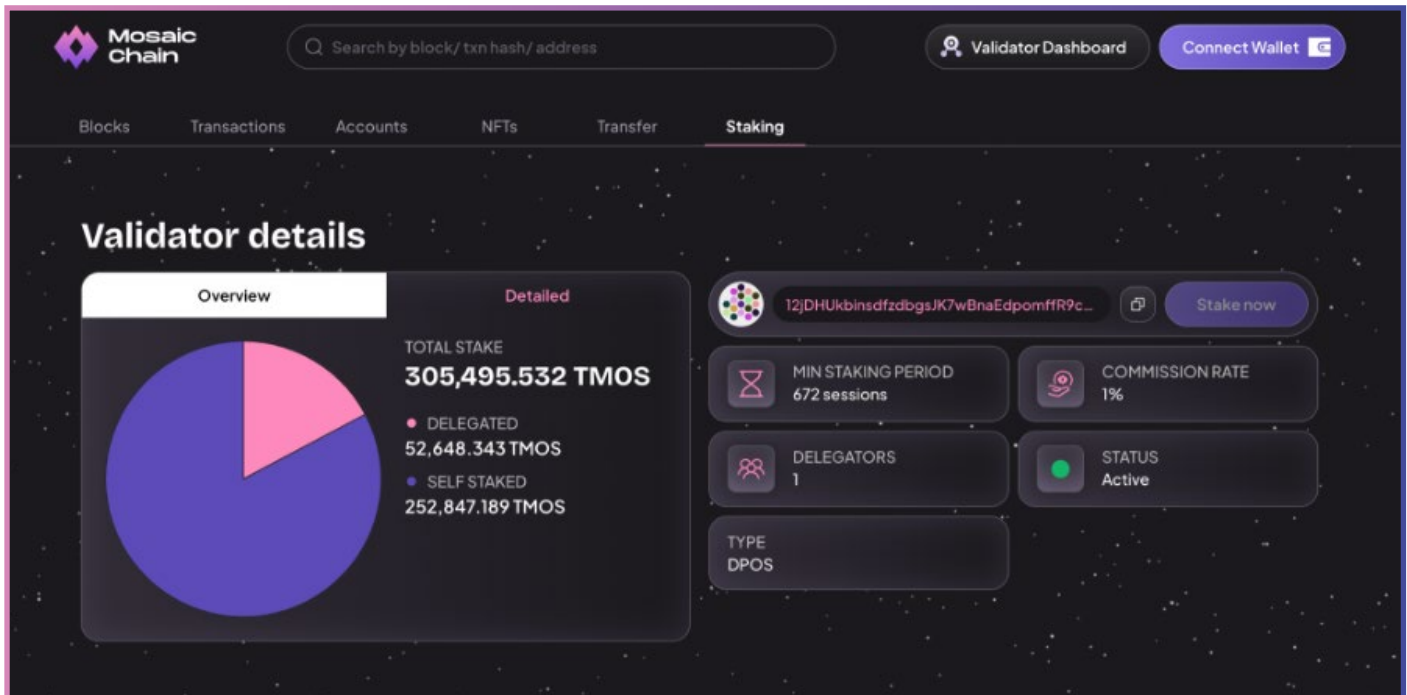 Mosaic
Chain
Search by block/ txn hash/ address
Validator Dashboard
Connect Wallet
Blocks
Transactions
Accounts
NFTs
Transfer
Staking
Validator details
Overview
Detailed
TOTAL STAKE
305,495.532 TMOS
DELEGATED
52,648.343 TMOS
SELF STAKED
252,847.189 TMOS
12jDHUkbinsdfzdbgsJK7wBnaEdpomffR9c...
Stake now
MIN STAKING PERIOD
672 sessions
COMMISSION RATE
1%
DELEGATORS
1
STATUS
Active
TYPE
DPOS